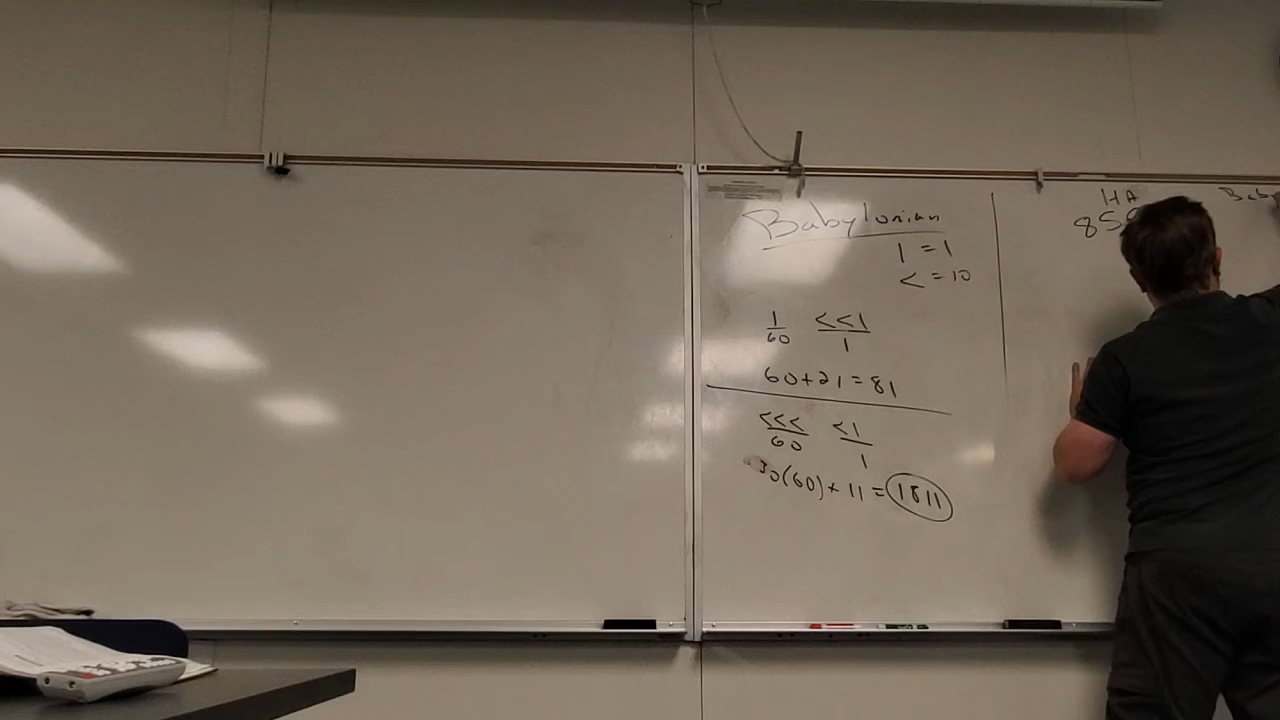 Babylonian
1 = 1
< = 10
1 <<1
60 1
60+21=81
<<< <1
60 1
30(60)+11=1811
HA
859